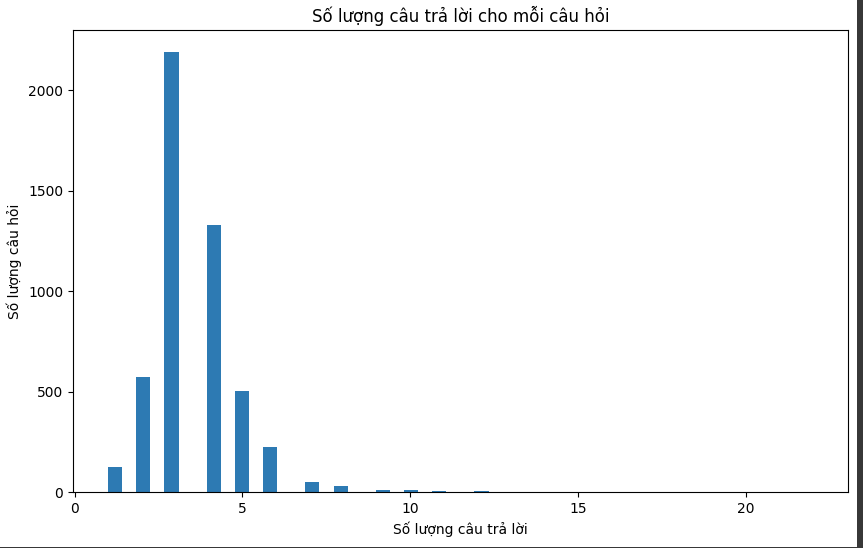 Số lượng câu trả lời cho mỗi câu hỏi
2000
1500
1000
500
0
Số lượng câu hỏi
0 5 10 15 20
Số lượng câu trả lời